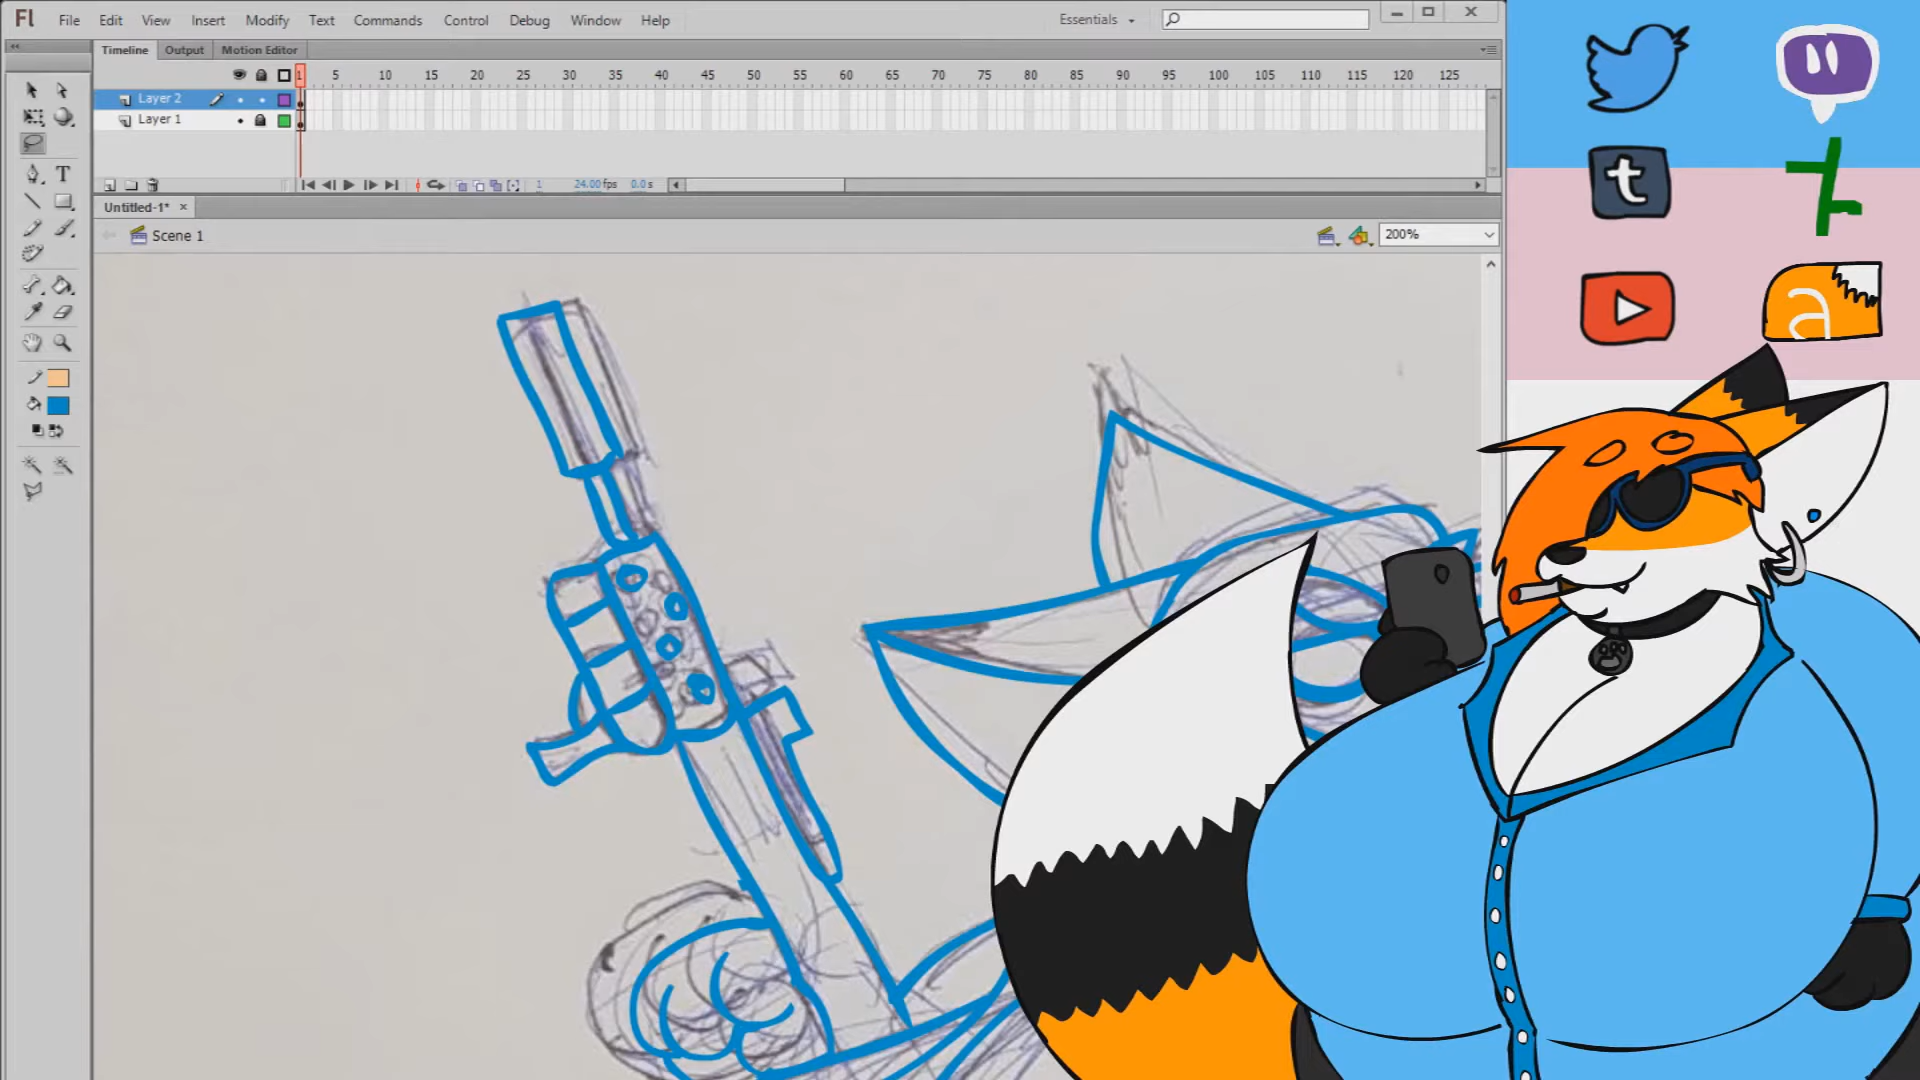 Fl File Edit View Insert Modify Text Commands Control Debug Window Help Essentials
Timeline Output Motion Editor
1 5 10 15 20 25 30 35 40 45 50 55 60 65 70 75 80 85 90 95 100 105 110 115 120 125
Layer 2
Layer 1
1 24.00 fps 0.0 s
Untitled-1*
Scene 1
200%
T
t
a